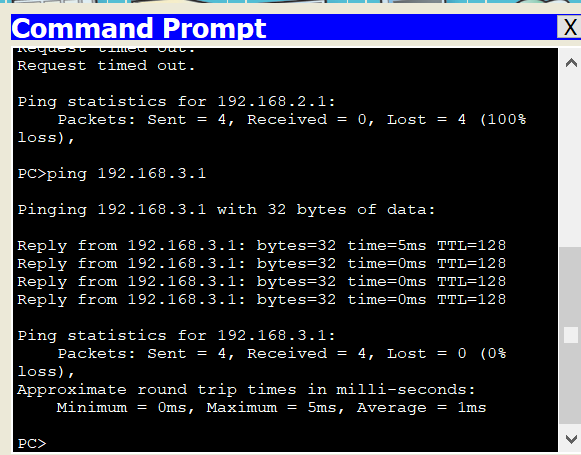 Command Prompt
X
Request timed out.
Request timed out.
Ping statistics for 192.168.2.1:
Packets: Sent = 4, Received = 0, Lost = 4 (100%
loss),
PC>ping 192.168.3.1
Pinging 192.168.3.1 with 32 bytes of data:
Reply from 192.168.3.1: bytes=32 time=5ms TTL=128
Reply from 192.168.3.1: bytes=32 time=0ms TTL=128
Reply from 192.168.3.1: bytes=32 time=0ms TTL=128
Reply from 192.168.3.1: bytes=32 time=0ms TTL=128
Ping statistics for 192.168.3.1:
Packets: Sent = 4, Received = 4, Lost = 0 (0%
loss),
Approximate round trip times in milli-seconds:
Minimum = 0ms, Maximum = 5ms, Average = 1ms
PC>